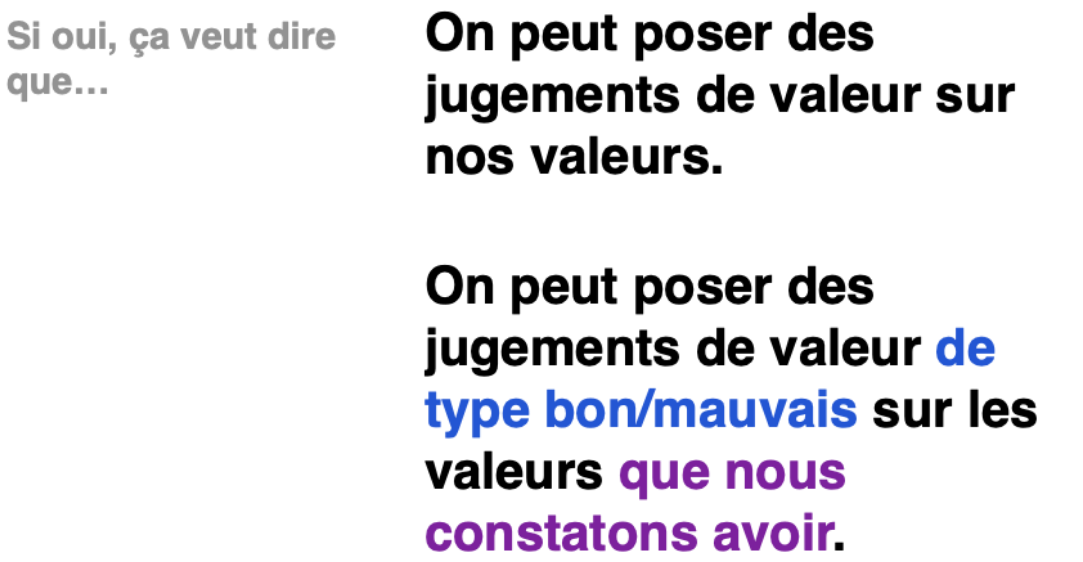 Si oui, ça veut dire
que…
On peut poser des
jugements de valeur sur
nos valeurs.
On peut poser des
jugements de valeur de
type bon/mauvais sur les
valeurs que nous
constatons avoir.